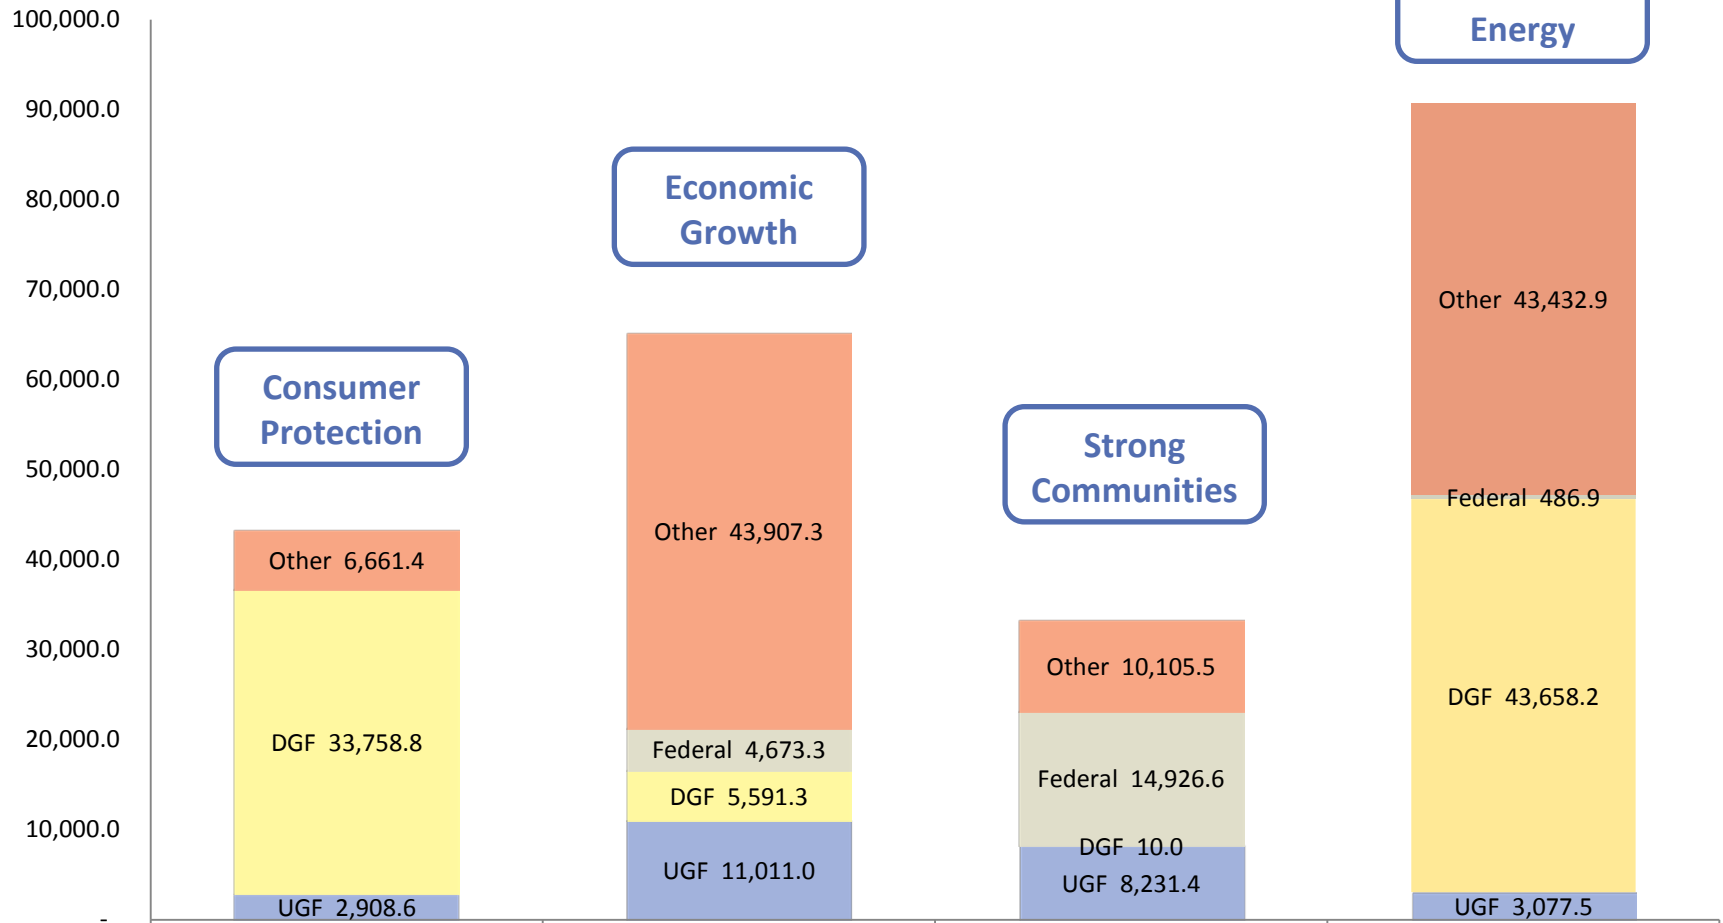 100,000.0
90,000.0
80,000.0
70,000.0
60,000.0
50,000.0
40,000.0
30,000.0
20,000.0
10,000.0
-
Consumer
Protection
Other 6,661.4
DGF 33,758.8
UGF 2,908.6
Economic
Growth
Other 43,907.3
Federal 4,673.3
DGF 5,591.3
UGF 11,011.0
Strong
Communities
Other 10,105.5
Federal 14,926.6
DGF 10.0
UGF 8,231.4
Energy
Other 43,432.9
Federal 486.9
DGF 43,658.2
UGF 3,077.5